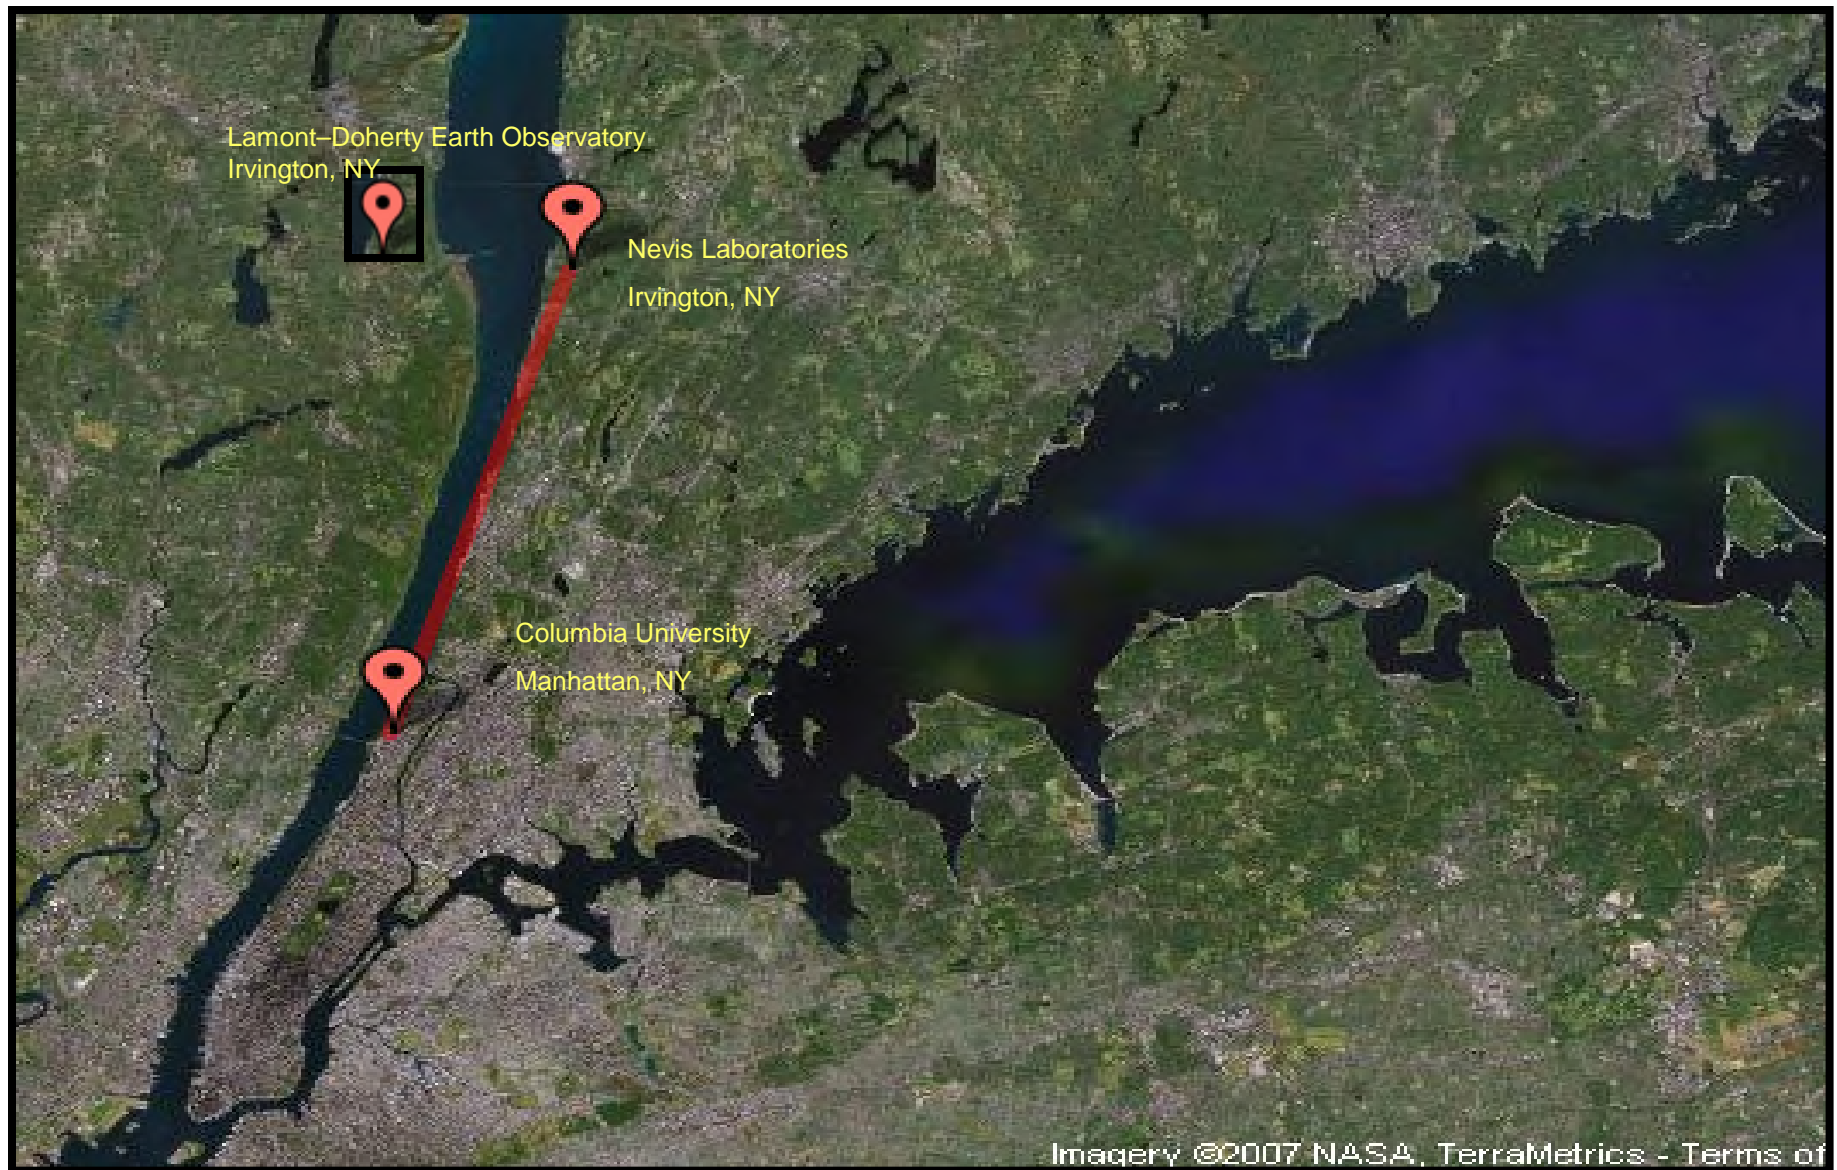 Lamont–Doherty Earth Observatory
Irvington, NY
Nevis Laboratories
Irvington, NY
Columbia University
Manhattan, NY
Imagery ©2007 NASA, TerraMetrics - Terms of